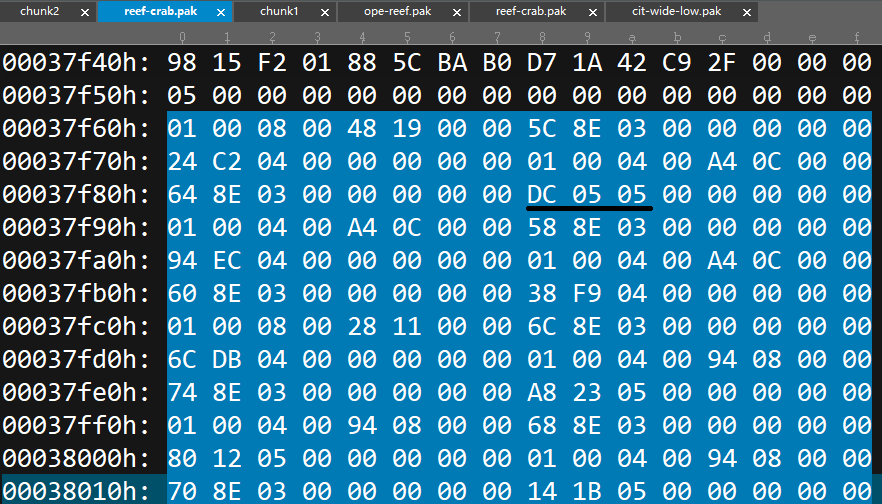 chunk2 × reef-crab.pak × chunk1 × ope-reef.pak × reef-crab.pak × cit-wide-low.pak ×
0 1 2 3 4 5 6 7 8 9 a b c d e f
00037f40h: 98 15 F2 01 88 5C BA B0 D7 1A 42 C9 2F 00 00 00
00037f50h: 05 00 00 00 00 00 00 00 00 00 00 00 00 00 00 00
00037f60h: 01 00 08 00 48 19 00 00 5C 8E 03 00 00 00 00 00
00037f70h: 24 C2 04 00 00 00 00 00 01 00 04 00 A4 0C 00 00
00037f80h: 64 8E 03 00 00 00 00 00 DC 05 05 00 00 00 00 00
00037f90h: 01 00 04 00 A4 0C 00 00 58 8E 03 00 00 00 00 00
00037fa0h: 94 EC 04 00 00 00 00 00 01 00 04 00 A4 0C 00 00
00037fb0h: 60 8E 03 00 00 00 00 00 38 F9 04 00 00 00 00 00
00037fc0h: 01 00 08 00 28 11 00 00 6C 8E 03 00 00 00 00 00
00037fd0h: 6C DB 04 00 00 00 00 00 01 00 04 00 94 08 00 00
00037fe0h: 74 8E 03 00 00 00 00 00 A8 23 05 00 00 00 00 00
00037ff0h: 01 00 04 00 94 08 00 00 68 8E 03 00 00 00 00 00
00038000h: 80 12 05 00 00 00 00 00 01 00 04 00 94 08 00 00
00038010h: 70 8E 03 00 00 00 00 00 14 1B 05 00 00 00 00 00